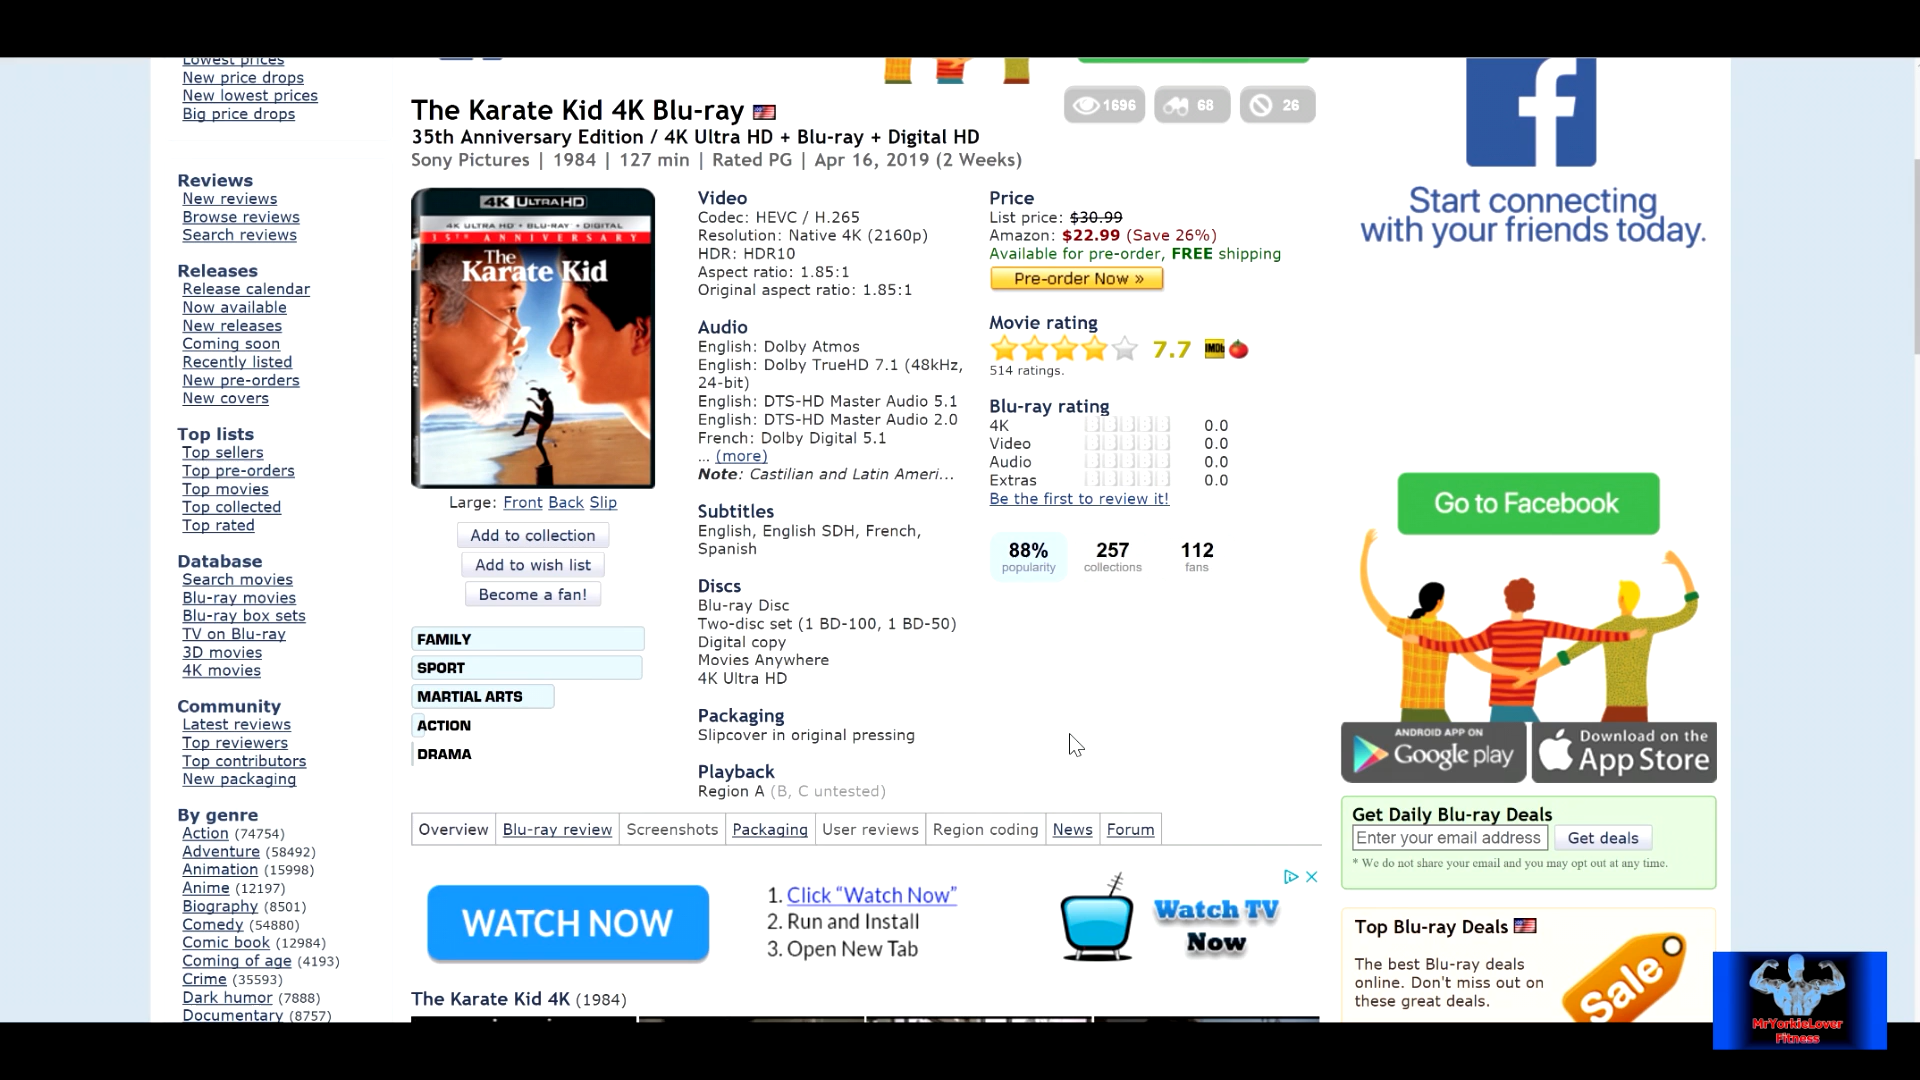 Lowest prices
New price drops
New lowest prices
Big price drops
Reviews
New reviews
Browse reviews
Search reviews
Releases
Release calendar
Now available
New releases
Coming soon
Recently listed
New pre-orders
New covers
Top lists
Top sellers
Top pre-orders
Top movies
Top collected
Top rated
Database
Search movies
Blu-ray movies
Blu-ray box sets
TV on Blu-ray
3D movies
4K movies
Community
Latest reviews
Top reviewers
Top contributors
New packaging
By genre
Action (74754)
Adventure (58492)
Animation (15998)
Anime (12197)
Biography (8501)
Comedy (54880)
Comic book (12984)
Coming of age (4193)
Crime (35593)
Dark humor (7888)
Documentary (8757)
The Karate Kid 4K Blu-ray
1696
68
26
35th Anniversary Edition / 4K Ultra HD + Blu-ray + Digital HD
Sony Pictures | 1984 | 127 min | Rated PG | Apr 16, 2019 (2 Weeks)
4K ULTRA HD
4K ULTRA HD + BLU-RAY + DIGITAL
35TH ANNIVERSARY
The
Karate Kid
Karate Kid
Large: Front Back Slip
Add to collection
Add to wish list
Become a fan!
FAMILY
SPORT
MARTIAL ARTS
ACTION
DRAMA
Video
Codec: HEVC / H.265
Resolution: Native 4K (2160p)
HDR: HDR10
Aspect ratio: 1.85:1
Original aspect ratio: 1.85:1
Audio
English: Dolby Atmos
English: Dolby TrueHD 7.1 (48kHz,
24-bit)
English: DTS-HD Master Audio 5.1
English: DTS-HD Master Audio 2.0
French: Dolby Digital 5.1
... (more)
Note: Castilian and Latin Ameri...
Subtitles
English, English SDH, French,
Spanish
Discs
Blu-ray Disc
Two-disc set (1 BD-100, 1 BD-50)
Digital copy
Movies Anywhere
4K Ultra HD
Packaging
Slipcover in original pressing
Playback
Region A (B, C untested)
Price
List price: $30.99
Amazon: $22.99 (Save 26%)
Available for pre-order, FREE shipping
Pre-order Now »
Movie rating
7.7 IMDb
514 ratings.
Blu-ray rating
4K 0.0
Video 0.0
Audio 0.0
Extras 0.0
Be the first to review it!
88% 257 112
popularity collections fans
Overview Blu-ray review Screenshots Packaging User reviews Region coding News Forum
WATCH NOW
1. Click “Watch Now”
2. Run and Install
3. Open New Tab
Watch TV
Now
The Karate Kid 4K (1984)
f
Start connecting
with your friends today.
Go to Facebook
ANDROID APP ON
Google play
Download on the
App Store
Get Daily Blu-ray Deals
Enter your email address Get deals
* We do not share your email and you may opt out at any time.
Top Blu-ray Deals
The best Blu-ray deals
online. Don't miss out on
these great deals.
Sale
MrYorkieLover
Fitness